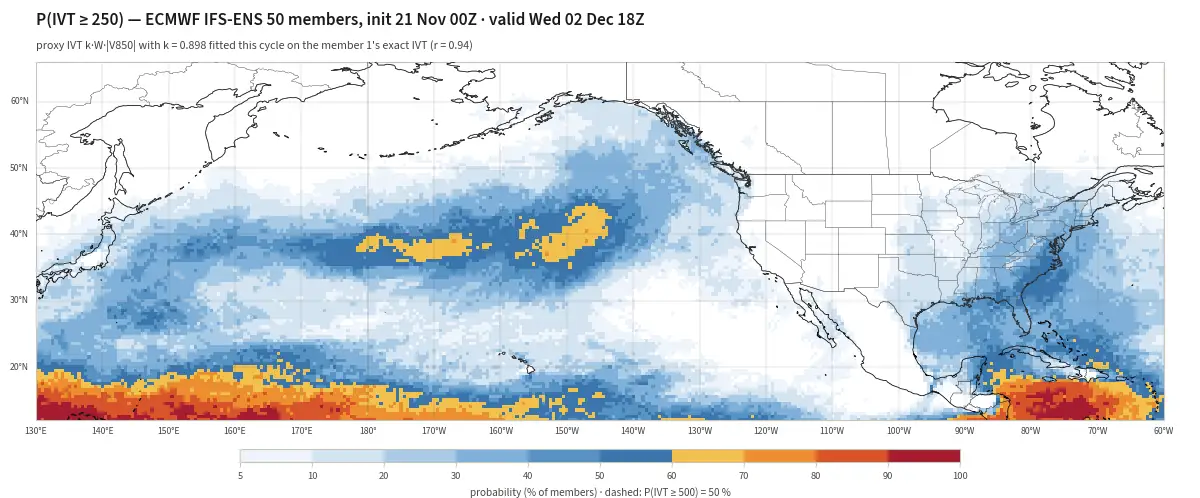 P(IVT ≥ 250) — ECMWF IFS-ENS 50 members, init 21 Nov 00Z · valid Wed 02 Dec 18Z
proxy IVT k·W·|V850| with k = 0.898 fitted this cycle on the member 1's exact IVT (r = 0.94)
60°N
50°N
40°N
30°N
20°N
130°E 140°E 150°E 160°E 170°E 180° 170°W 160°W 150°W 140°W 130°W 120°W 110°W 100°W 90°W 80°W 70°W 60°W
5 10 20 30 40 50 60 70 80 90 100
probability (% of members) · dashed: P(IVT ≥ 500) = 50 %